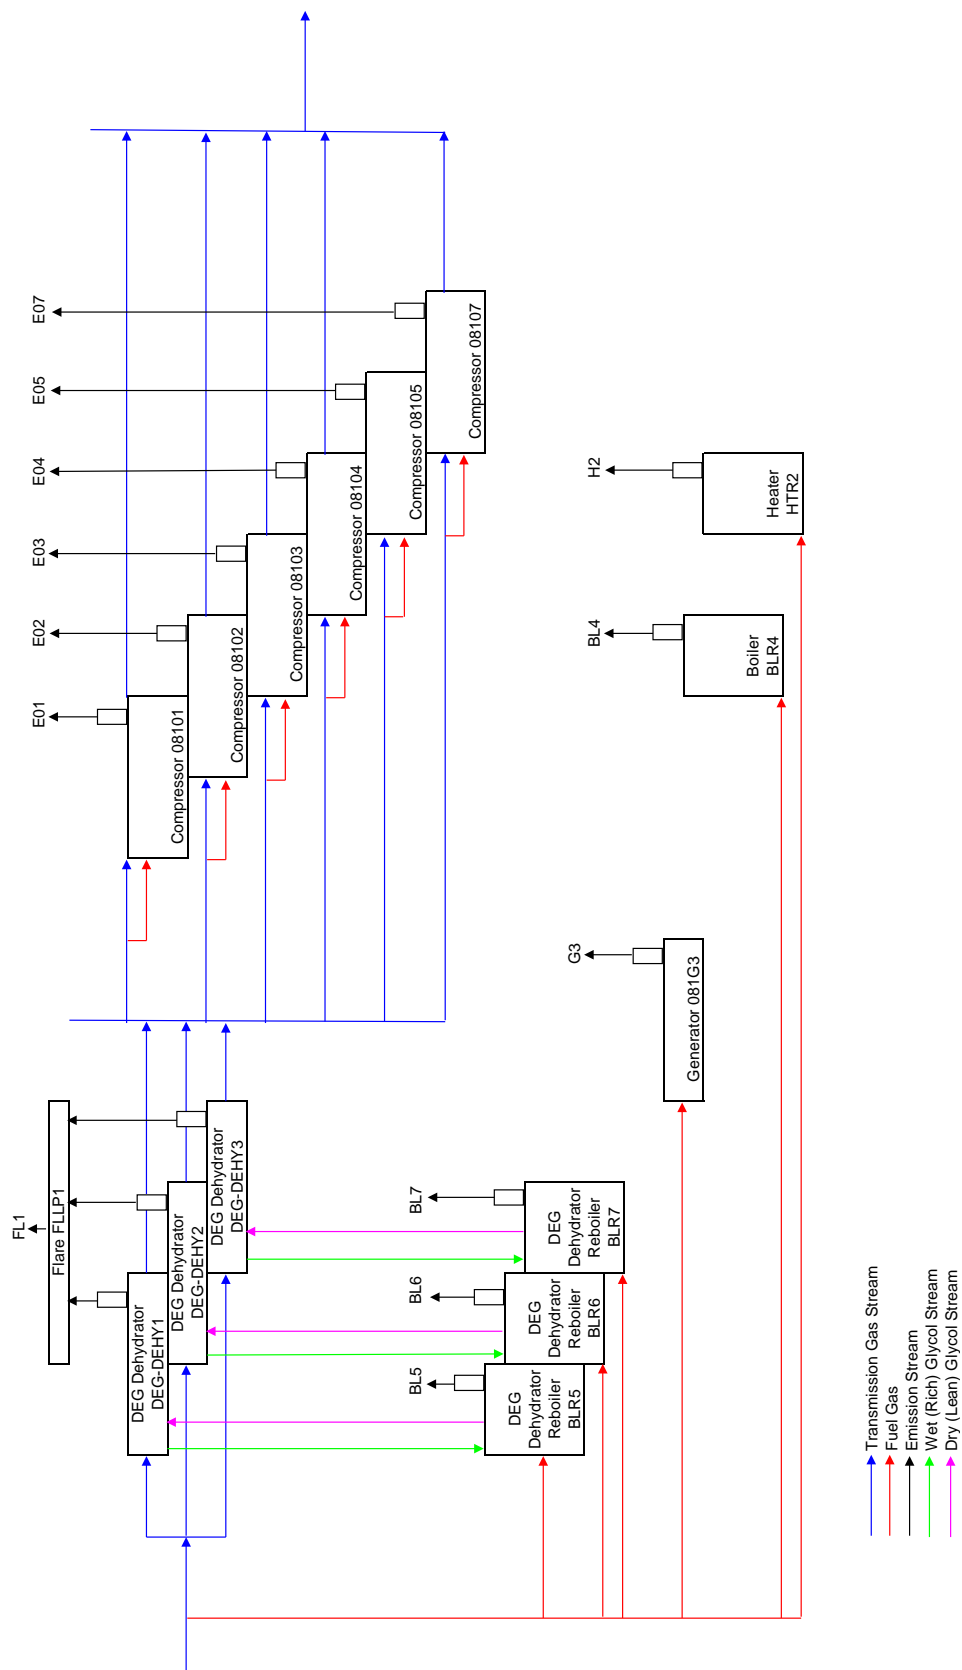 FL1
Flare FLLP1
DEG Dehydrator
DEG-DEHY1
DEG Dehydrator
DEG-DEHY2
DEG Dehydrator
DEG-DEHY3
BL5
DEG
Dehydrator
Reboiler
BLR5
BL6
DEG
Dehydrator
Reboiler
BLR6
BL7
DEG
Dehydrator
Reboiler
BLR7
E01
Compressor 08101
E02
Compressor 08102
E03
Compressor 08103
E04
Compressor 08104
E05
Compressor 08105
E07
Compressor 08107
G3
Generator 081G3
BL4
Boiler
BLR4
H2
Heater
HTR2
Transmission Gas Stream
Fuel Gas
Emission Stream
Wet (Rich) Glycol Stream
Dry (Lean) Glycol Stream